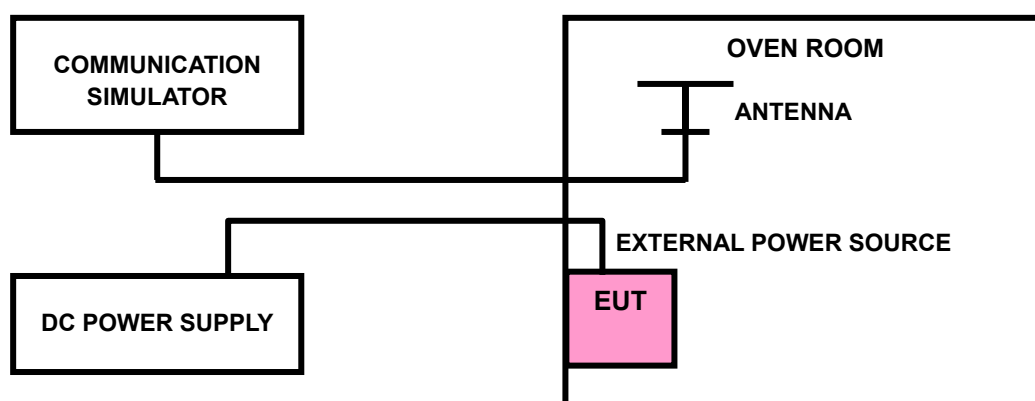 COMMUNICATION
SIMULATOR
OVEN ROOM
ANTENNA
EXTERNAL POWER SOURCE
DC POWER SUPPLY
EUT